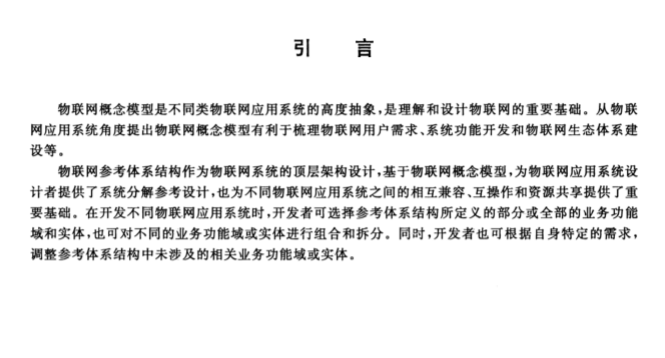 引　言
物联网概念模型是不同类物联网应用系统的高度抽象,是理解和设计物联网的重要基础。从物联
网应用系统角度提出物联网概念模型有利于梳理物联网用户需求、系统功能开发和物联网生态体系建
设等。
物联网参考体系结构作为物联网系统的顶层架构设计,基于物联网概念模型,为物联网应用系统设
计者提供了系统分解参考设计,也为不同物联网应用系统之间的相互兼容、互操作和资源共享提供了重
要基础。在开发不同物联网应用系统时,开发者可选择参考体系结构所定义的部分或全部的业务功能
域和实体,也可对不同的业务功能域或实体进行组合和拆分。同时,开发者也可根据自身特定的需求,
调整参考体系结构中未涉及的相关业务功能域或实体。